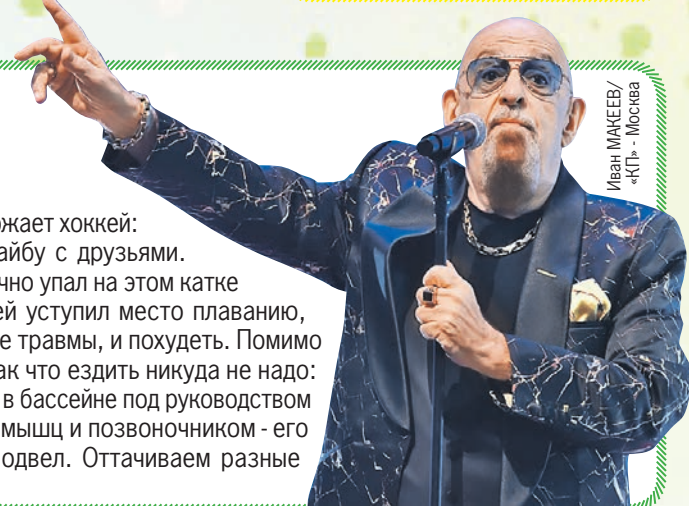 Иван МАКЕЕВ/
«КП» - Москва
жает хоккей:
айбу с друзьями.
чно упал на этом катке
ей уступил место плаванию,
е травмы, и похудеть. Помимо
ак что ездить никуда не надо:
в бассейне под руководством
мышц и позвоночником - его
одвел. Оттачиваем разные